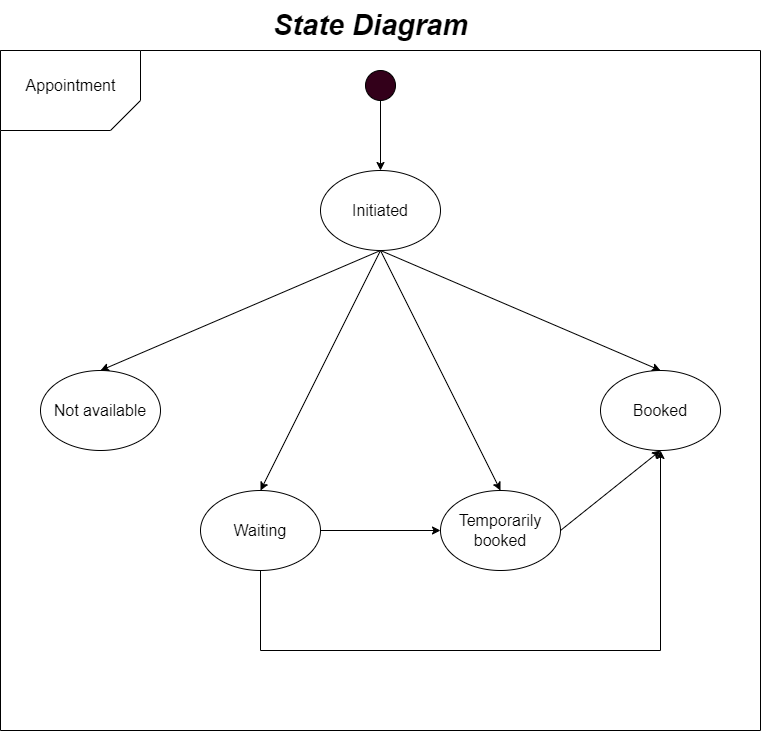 State Diagram
Appointment
Initiated
Not available
Booked
Waiting
Temporarily
booked